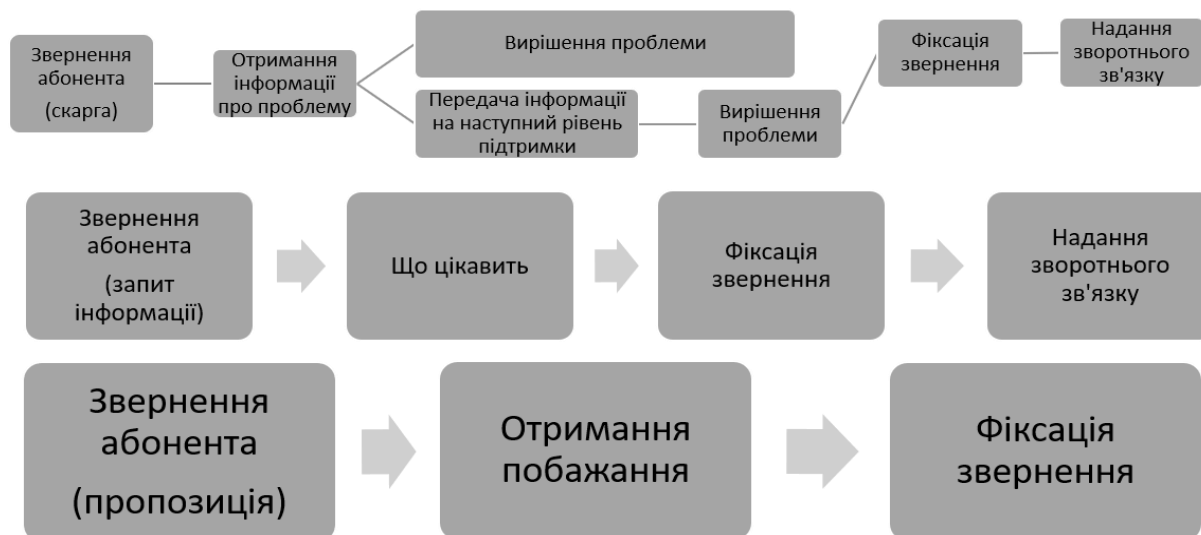 Звернення
абонента
(скарга)
Отримання
інформації
про проблему
Вирішення проблеми
Передача інформації
на наступний рівень
підтримки
Вирішення
проблеми
Фіксація
звернення
Надання
зворотнього
зв'язку
Звернення
абонента
(запит
інформації)
Що цікавить
Фіксація
звернення
Надання
зворотнього
зв'язку
Звернення
абонента
(пропозиція)
Отримання
побажання
Фіксація
звернення